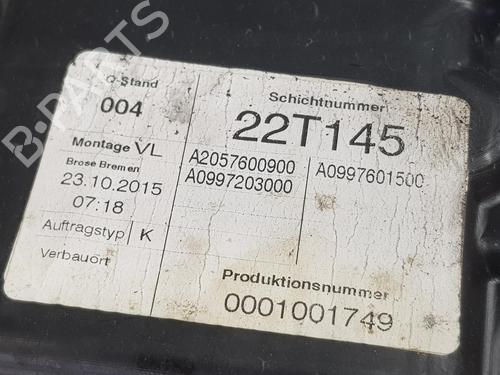 B-PARTS
Q-Stand
004
Schichtnummer
22T145
Montage VL
Brose Bremen
23.10.2015
07:18
A2057600900 A0997601500
A0997203000
Auftragstyp K
Verbauort
Produktionsnummer
0001001749